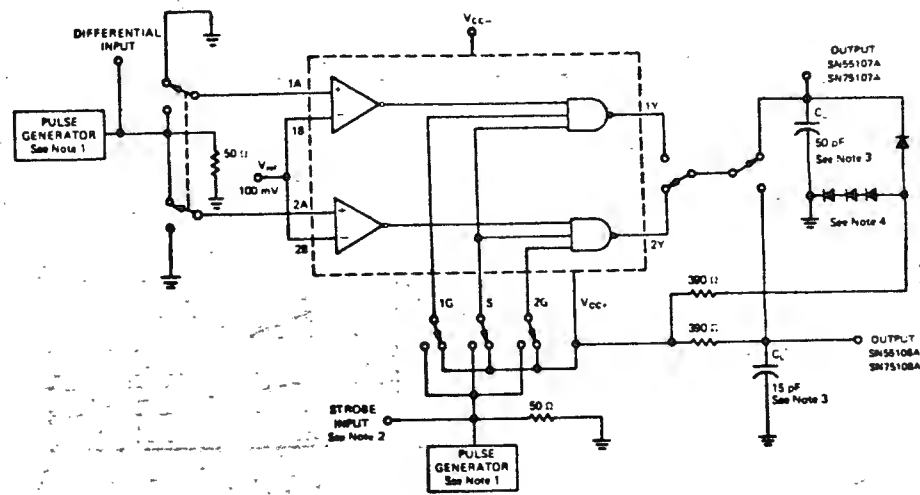 VCC−
DIFFERENTIAL
INPUT
OUTPUT
SN55107A
SN75107A
1A
1B
1Y
PULSE
GENERATOR
See Note 1
50 Ω
Vref
100 mV
50 pF
See Note 3
2A
2B
2Y
See Note 4
1G
S
2G
VCC+
390 Ω
390 Ω
OUTPUT
SN55108A
SN75108A
CL
15 pF
See Note 3
STROBE
INPUT
See Note 2
50 Ω
PULSE
GENERATOR
See Note 1